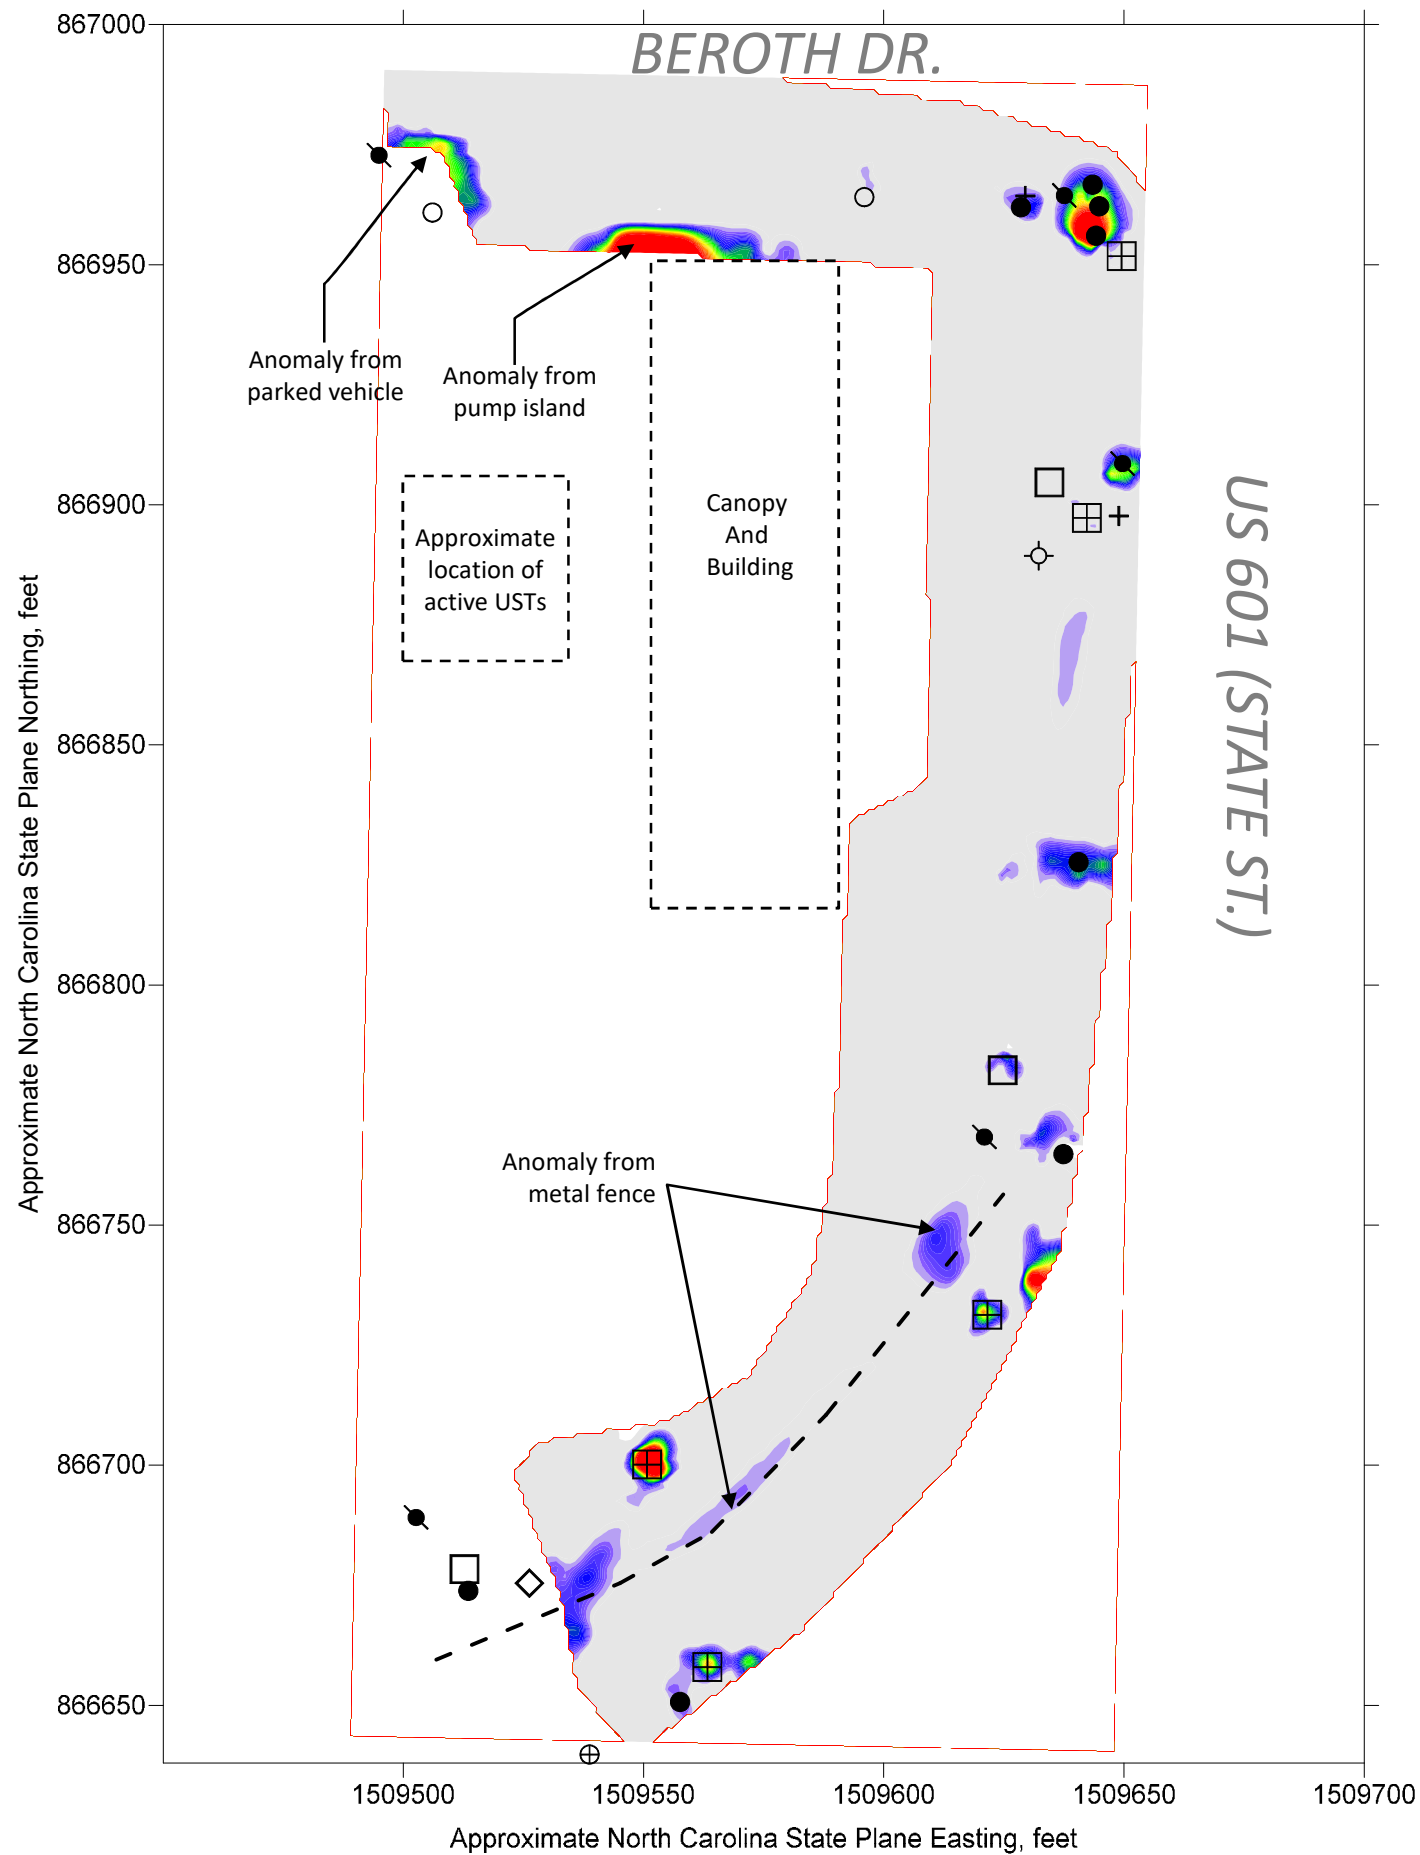 BEROTH DR.
867000
866950
866900
866850
866800
866750
866700
866650
Approximate North Carolina State Plane Northing, feet
Anomaly from
parked vehicle
Anomaly from
pump island
Approximate
location of
active USTs
Canopy
And
Building
US 601 (STATE ST.)
Anomaly from
metal fence
1509500
1509550
1509600
1509650
1509700
Approximate North Carolina State Plane Easting, feet